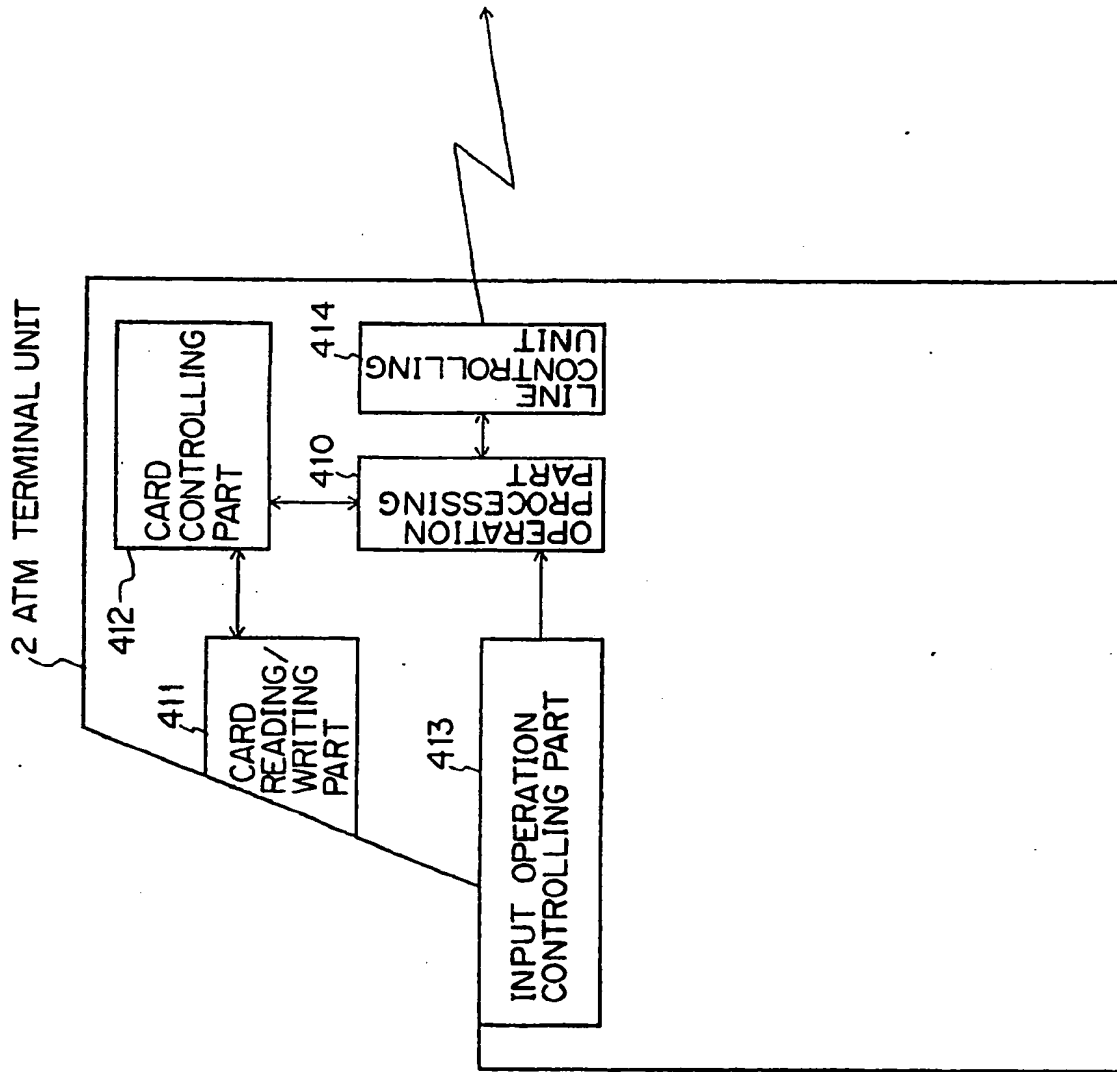 2 ATM TERMINAL UNIT
412
CARD
CONTROLLING
PART
411
CARD
READING/
WRITING
PART
410
OPERATION
PROCESSING
PART
414
LINE
CONTROLLING
UNIT
413
INPUT OPERATION
CONTROLLING PART